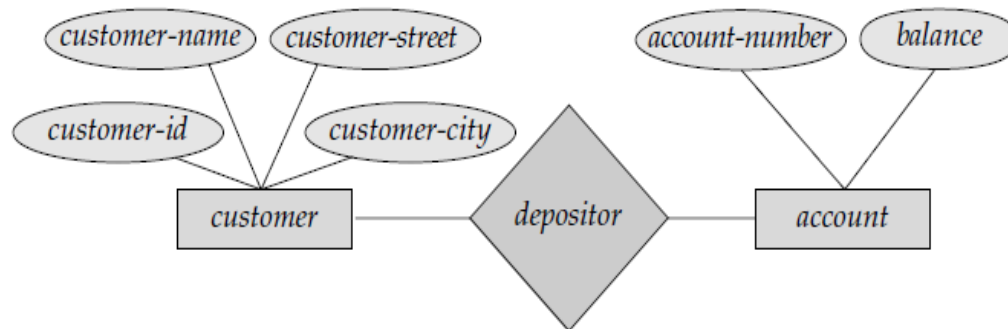 customer-name
customer-street
account-number
balance
customer-id
customer-city
customer
depositor
account